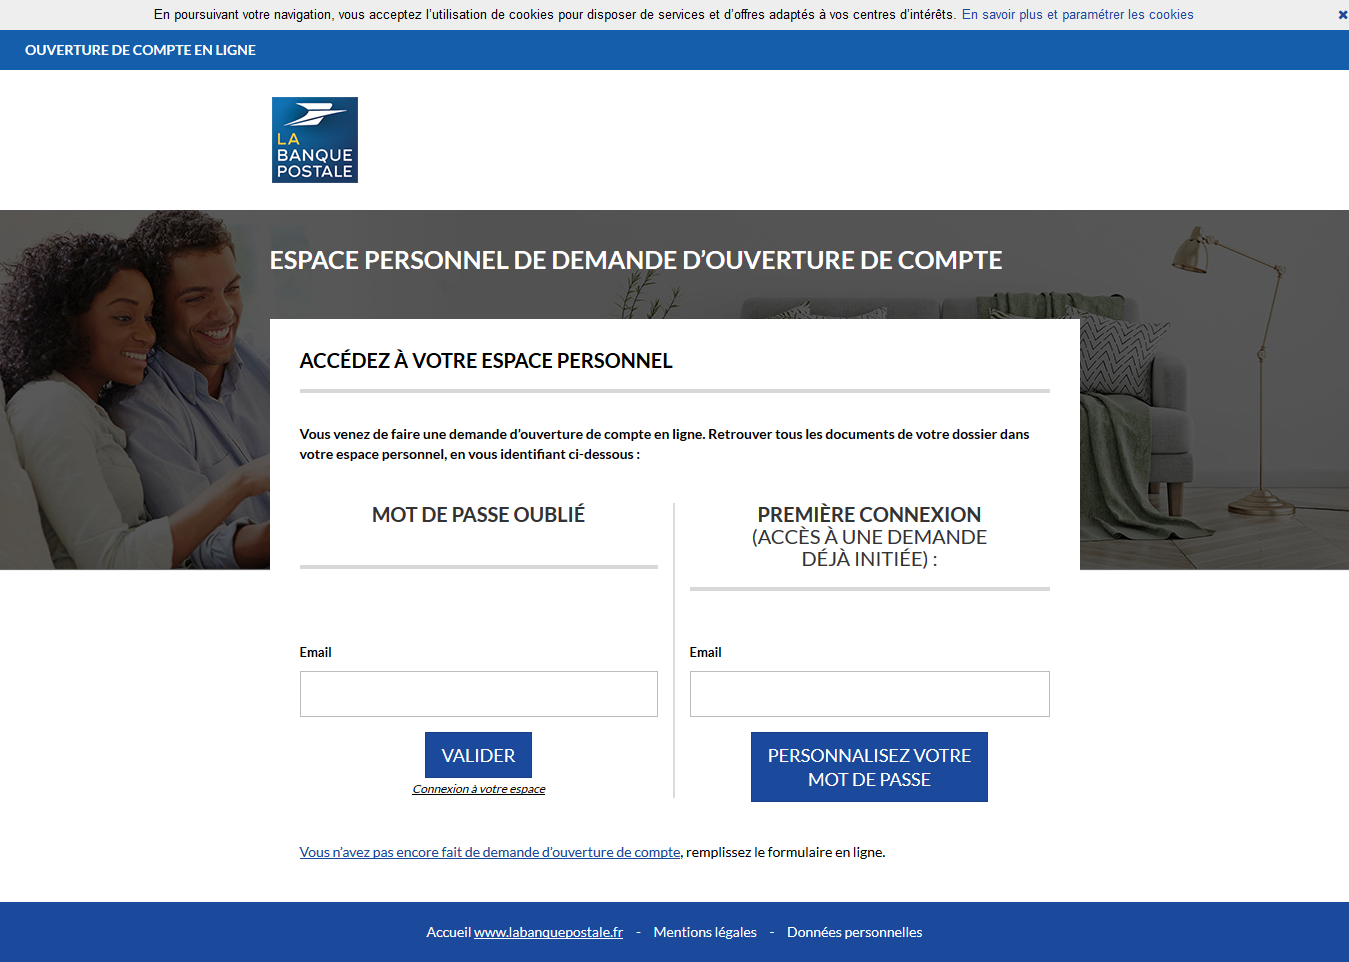 En poursuivant votre navigation, vous acceptez l'utilisation de cookies pour disposer de services et d'offres adaptés à vos centres d'intérêts. En savoir plus et paramétrer les cookies
OUVERTURE DE COMPTE EN LIGNE
LA
BANQUE
POSTALE
ESPACE PERSONNEL DE DEMANDE D'OUVERTURE DE COMPTE
ACCÉDEZ À VOTRE ESPACE PERSONNEL
Vous venez de faire une demande d'ouverture de compte en ligne. Retrouver tous les documents de votre dossier dans
votre espace personnel, en vous identifiant ci-dessous :
MOT DE PASSE OUBLIÉ
Email
VALIDER
Connexion à votre espace
PREMIÈRE CONNEXION
(ACCÈS À UNE DEMANDE
DÉJÀ INITIÉE) :
Email
PERSONNALISEZ VOTRE
MOT DE PASSE
Vous n'avez pas encore fait de demande d'ouverture de compte, remplissez le formulaire en ligne.
Accueil www.labanquepostale.fr - Mentions légales - Données personnelles